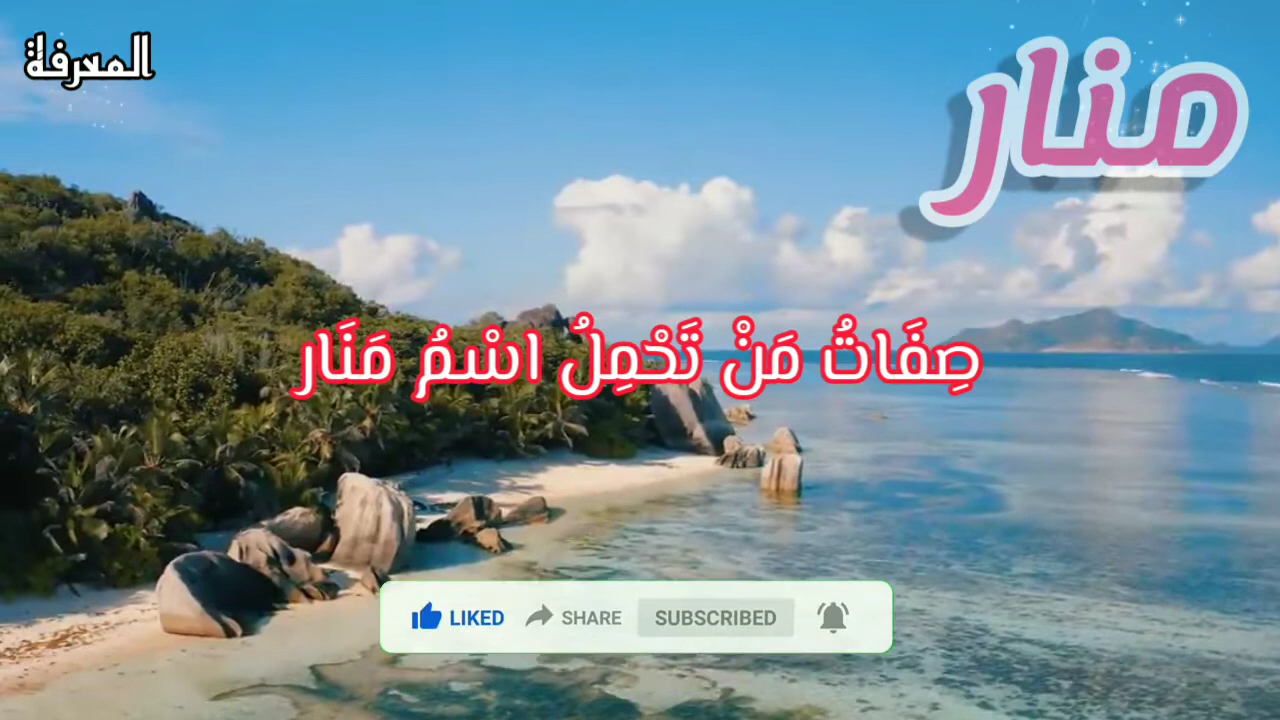 المعرفة
منار
صِفَاتُ مَنْ تَحْمِلُ اسْمُ مَنَار
LIKED SHARE SUBSCRIBED